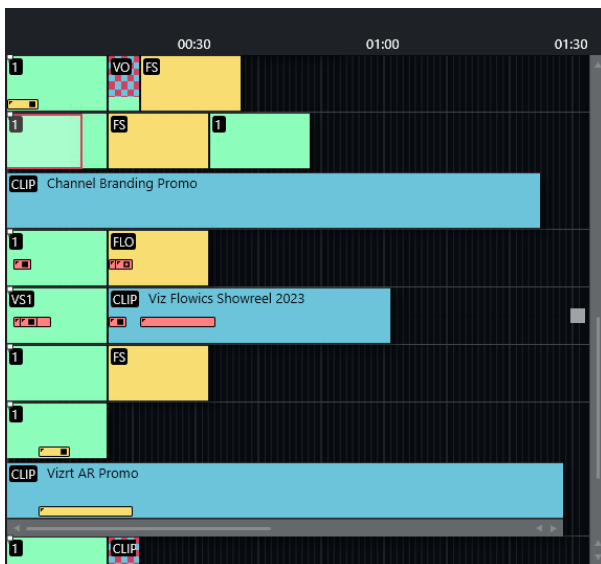 00:30 01:00 01:30
1 VO FS
1 FS 1
CLIP Channel Branding Promo
1 FLO
VS1 CLIP Viz Flowics Showreel 2023
1 FS
1
CLIP Vizrt AR Promo
1 CLIP